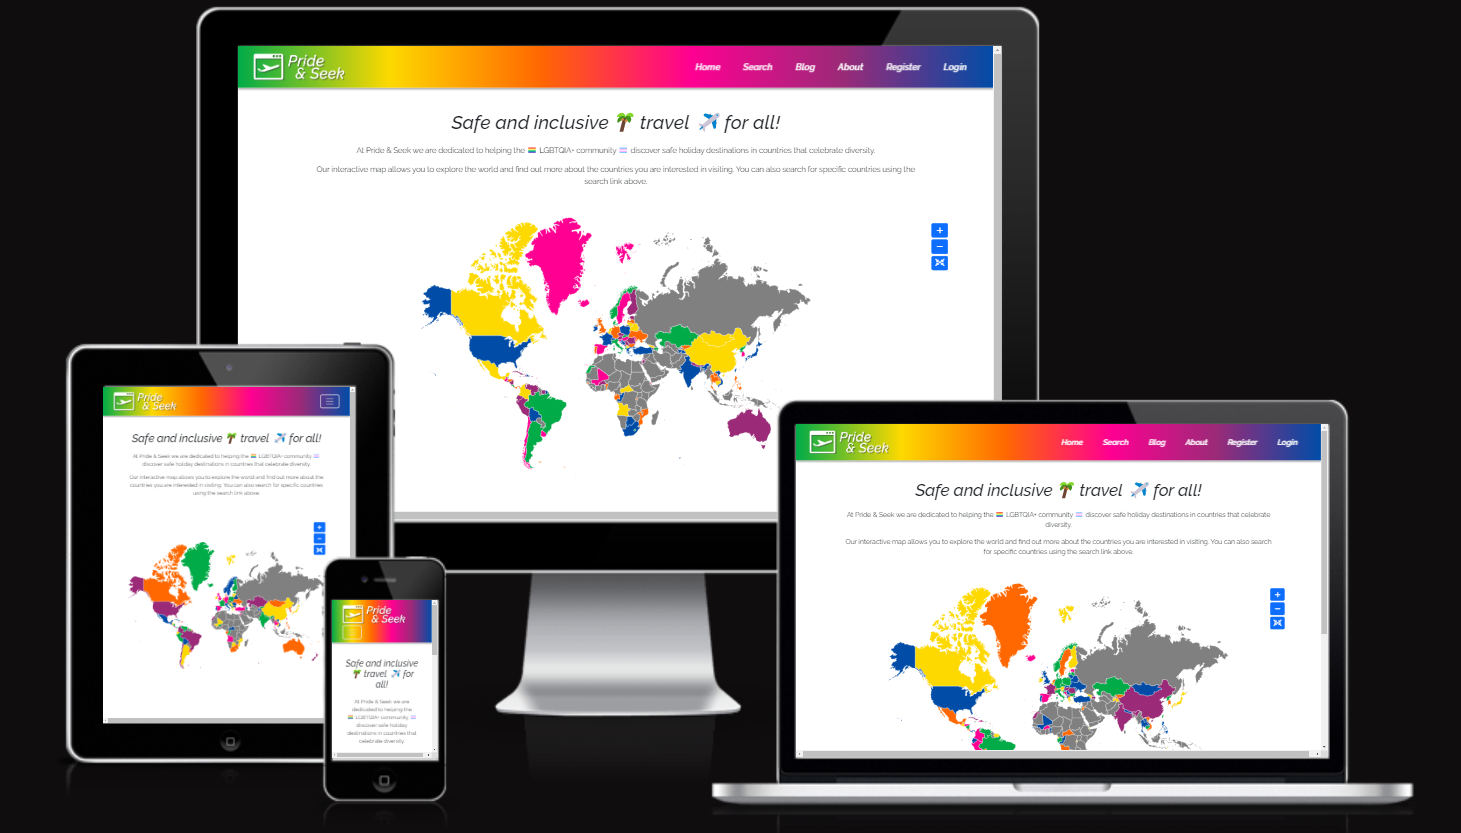 Pride
& Seek
Home Search Blog About Register Login
Safe and inclusive 🌴 travel ✈️ for all!
At Pride & Seek we are dedicated to helping the LGBTQIA+ community discover safe holiday destinations in countries that celebrate diversity.
Our interactive map allows you to explore the world and find out more about the countries you are interested in visiting. You can also search for specific countries using the
search link above.
+
−
Pride
& Seek
Safe and inclusive 🌴 travel ✈️ for all!
At Pride & Seek we are dedicated to helping the LGBTQIA+ community
discover safe holiday destinations in countries that celebrate diversity.
Our interactive map allows you to explore the world and find out more about the
countries you are interested in visiting. You can also search for specific countries
using the search link above.
+
−
Pride
& Seek
Safe and inclusive
🌴 travel ✈️ for
all!
At Pride & Seek we are
dedicated to helping the
LGBTQIA+ community
discover safe holiday
destinations in countries that
celebrate diversity.
Pride
& Seek
Home Search Blog About Register Login
Safe and inclusive 🌴 travel ✈️ for all!
At Pride & Seek we are dedicated to helping the LGBTQIA+ community discover safe holiday destinations in countries that celebrate
diversity.
Our interactive map allows you to explore the world and find out more about the countries you are interested in visiting. You can also search
for specific countries using the search link above.
+
−